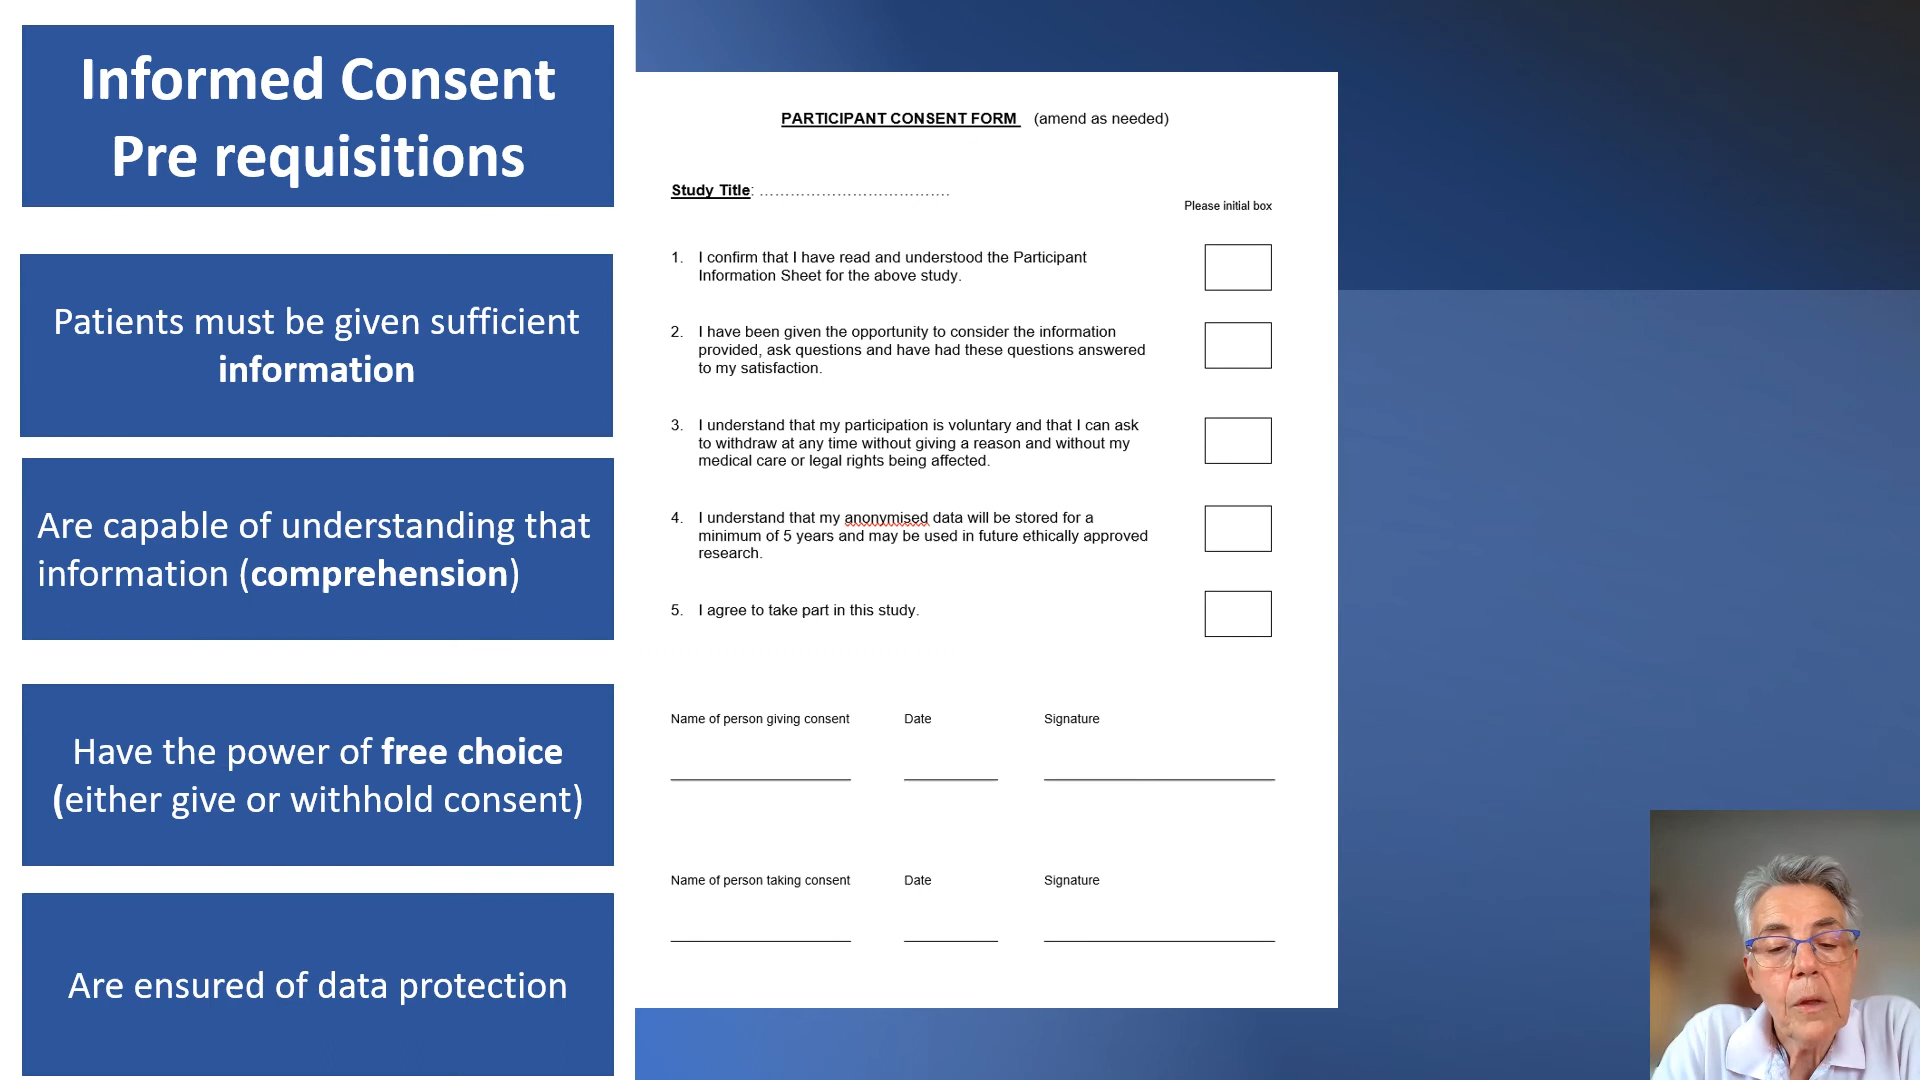 Informed Consent
Pre requisitions
Patients must be given sufficient
information
Are capable of understanding that
information (comprehension)
Have the power of free choice
(either give or withhold consent)
Are ensured of data protection
PARTICIPANT CONSENT FORM (amend as needed)
Study Title: ……………………………….
Please initial box
1. I confirm that I have read and understood the Participant
Information Sheet for the above study.
2. I have been given the opportunity to consider the information
provided, ask questions and have had these questions answered
to my satisfaction.
3. I understand that my participation is voluntary and that I can ask
to withdraw at any time without giving a reason and without my
medical care or legal rights being affected.
4. I understand that my anonymised data will be stored for a
minimum of 5 years and may be used in future ethically approved
research.
5. I agree to take part in this study.
Name of person giving consent Date Signature
Name of person taking consent Date Signature